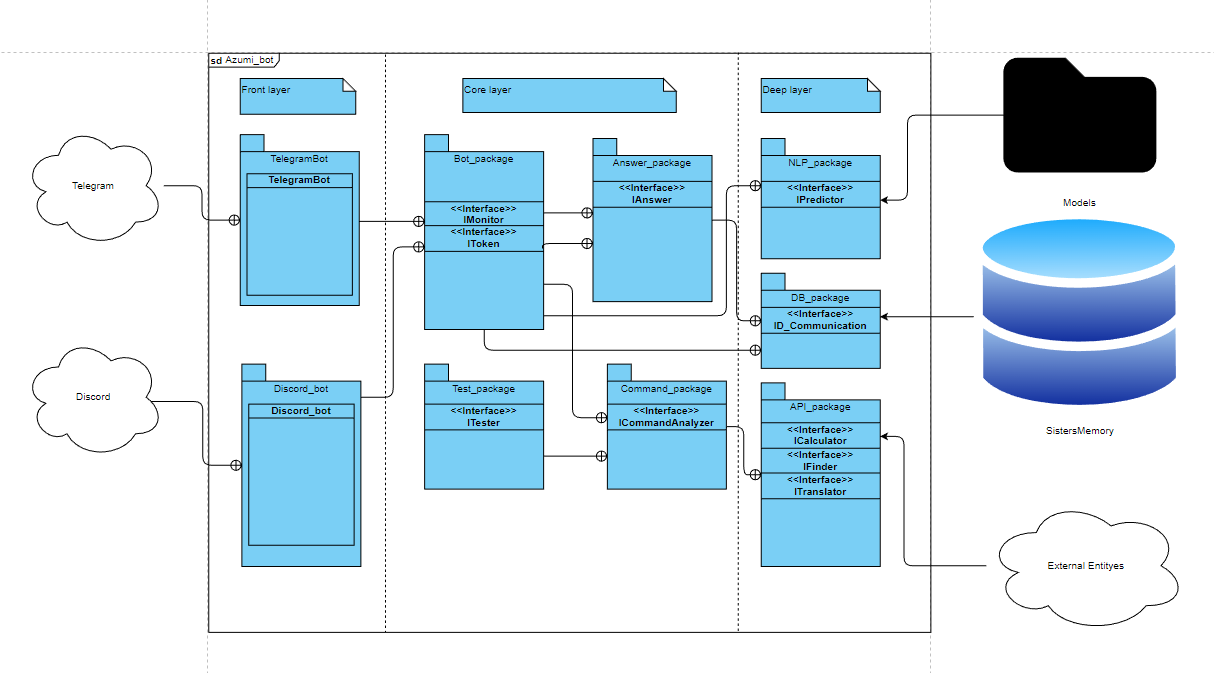 sd Azumi_bot
Front layer
Core layer
Deep layer
Telegram
TelegramBot
TelegramBot
Bot_package
<<Interface>>
IMonitor
<<Interface>>
IToken
Answer_package
<<Interface>>
IAnswer
NLP_package
<<Interface>>
IPredictor
Models
DB_package
<<Interface>>
ID_Communication
SistersMemory
Discord
Discord_bot
Discord_bot
Test_package
<<Interface>>
ITester
Command_package
<<Interface>>
ICommandAnalyzer
API_package
<<Interface>>
ICalculator
<<Interface>>
IFinder
<<Interface>>
ITranslator
External Entityes